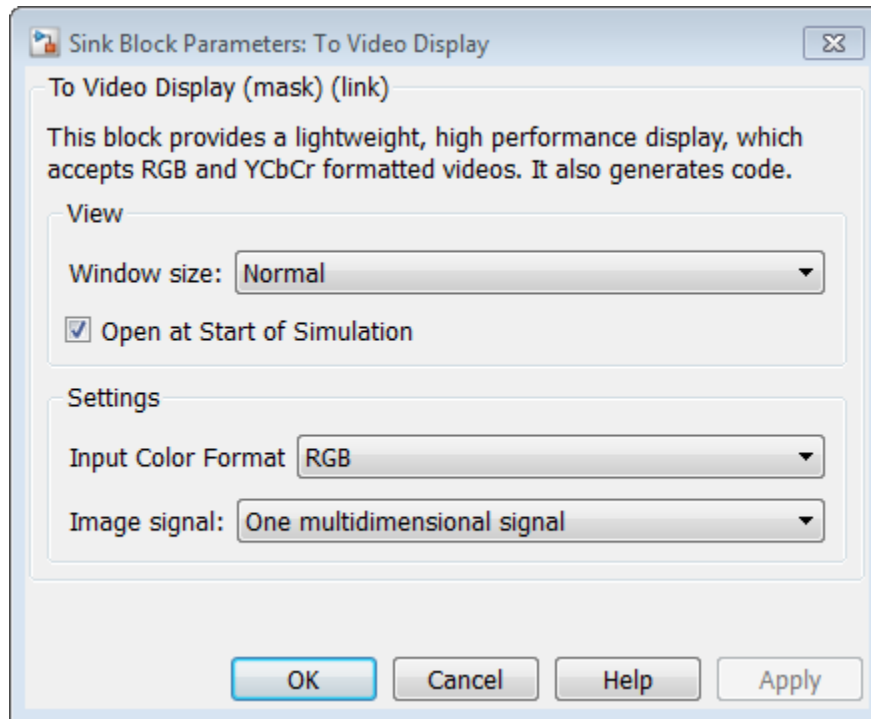 Sink Block Parameters: To Video Display
To Video Display (mask) (link)
This block provides a lightweight, high performance display, which
accepts RGB and YCbCr formatted videos. It also generates code.
View
Window size: Normal
Open at Start of Simulation
Settings
Input Color Format RGB
Image signal: One multidimensional signal
OK Cancel Help Apply